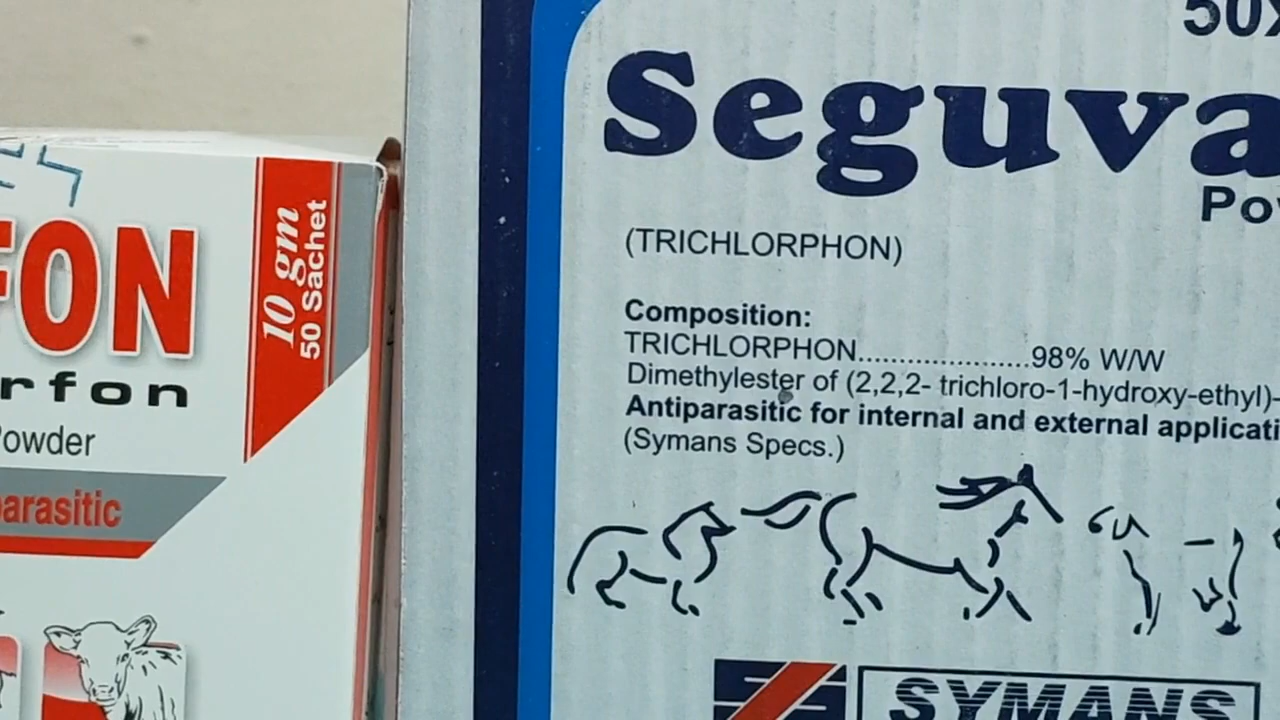 FON
rfon
Powder
arasitic
10 gm
50 Sachet
50x
Seguva
Pow
(TRICHLORPHON)
Composition:
TRICHLORPHON.....................98% W/W
Dimethylester of (2,2,2- trichloro-1-hydroxy-ethyl)-
Antiparasitic for internal and external applicati
(Symans Specs.)
SYMANS